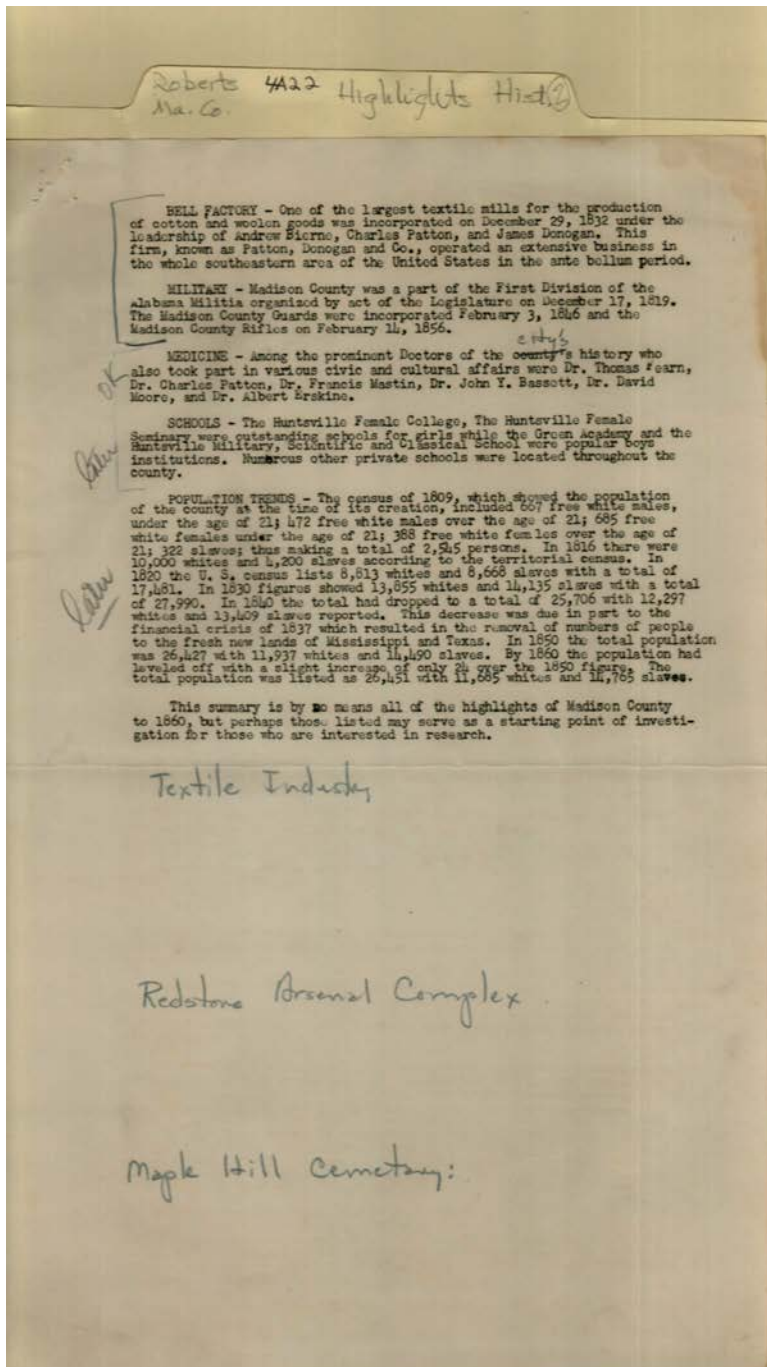 Roberts 4A22 Highlights Hist. 2
Ma. Co.
BELL FACTORY - One of the largest textile mills for the production
of cotton and woolen goods was incorporated on December 29, 1832 under the
leadership of Andrew Bierne, Charles Patton, and James Donogan. This
firm, known as Patton, Donogan and Co., operated an extensive business in
the whole southeastern area of the United States in the ante bellum period.
MILITARY - Madison County was a part of the First Division of the
Alabama Militia organized by act of the Legislature on December 17, 1819.
The Madison County Guards were incorporated February 3, 1846 and the
Madison County Rifles on February 14, 1856.
city's
MEDICINE - Among the prominent Doctors of the county's history who
OK
also took part in various civic and cultural affairs were Dr. Thomas Fearn,
Dr. Charles Patton, Dr. Francis Mastin, Dr. John Y. Bassett, Dr. David
Moore, and Dr. Albert Erskine.
SCHOOLS - The Huntsville Female College, The Huntsville Female
Seminary were outstanding schools for girls while the Green Academy and the
Huntsville Military, Scientific and Classical School were popular boys
later
institutions. Numerous other private schools were located throughout the
county.
POPULATION TRENDS - The census of 1809, which showed the population
of the county at the time of its creation, included 667 free white males,
under the age of 21; 472 free white males over the age of 21; 685 free
white females under the age of 21; 388 free white females over the age of
21; 322 slaves; thus making a total of 2,545 persons. In 1816 there were
10,000 whites and 4,200 slaves according to the territorial census. In
later
1820 the U. S. census lists 8,813 whites and 8,668 slaves with a total of
17,481. In 1830 figures showed 13,855 whites and 14,135 slaves with a total
of 27,990. In 1840 the total had dropped to a total of 25,706 with 12,297
whites and 13,409 slaves reported. This decrease was due in part to the
financial crisis of 1837 which resulted in the removal of numbers of people
to the fresh new lands of Mississippi and Texas. In 1850 the total population
was 26,427 with 11,937 whites and 14,490 slaves. By 1860 the population had
leveled off with a slight increase of only 24 over the 1850 figure. The
total population was listed as 26,451 with 11,685 whites and 14,765 slaves.
This summary is by no means all of the highlights of Madison County
to 1860, but perhaps those listed may serve as a starting point of investi-
gation for those who are interested in research.
Textile Industry
Redstone Arsenal Complex
Maple Hill Cemetary: